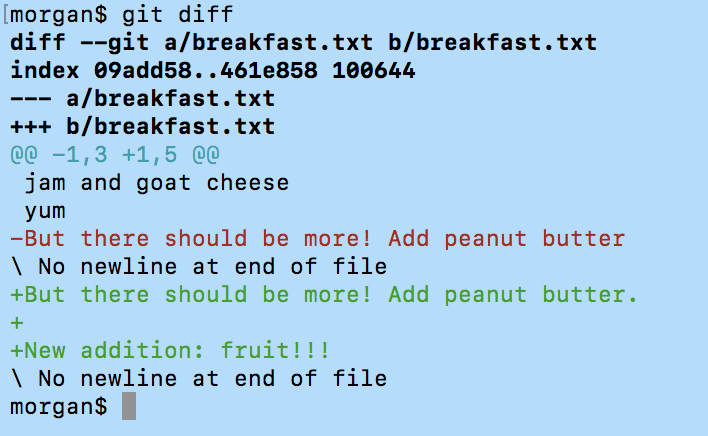 [morgan$ git diff
diff --git a/breakfast.txt b/breakfast.txt
index 09add58..461e858 100644
--- a/breakfast.txt
+++ b/breakfast.txt
@@ -1,3 +1,5 @@
 jam and goat cheese
 yum
-But there should be more! Add peanut butter
\ No newline at end of file
+But there should be more! Add peanut butter.
+
+New addition: fruit!!!
\ No newline at end of file
morgan$